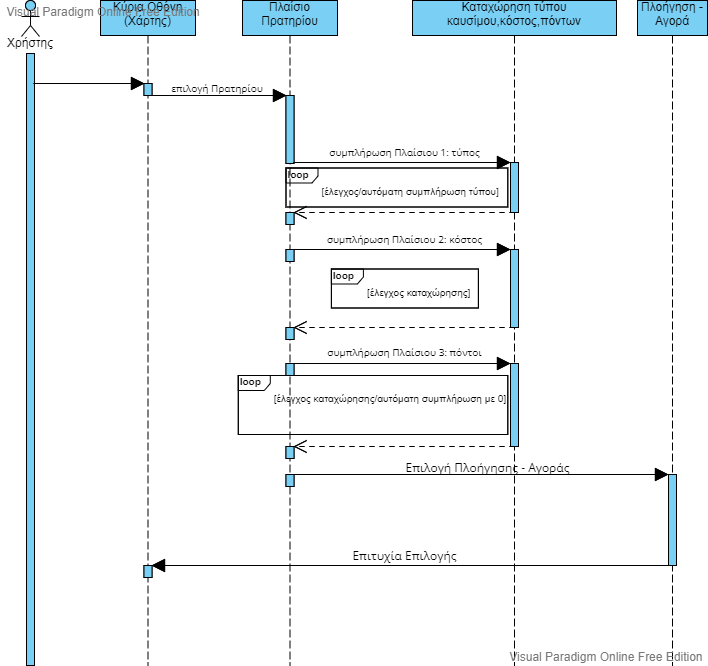 Visual Paradigm Online Free Edition
Χρήστης
Κύρια Οθόνη
(Χάρτης)
Πλαίσιο
Πρατηρίου
Καταχώρηση τύπου
καυσίμου,κόστος,πόντων
Πλοήγηση -
Αγορά
επιλογή Πρατηρίου
συμπλήρωση Πλαίσιου 1: τύπος
loop
[έλεγχος/αυτόματη συμπλήρωση τύπου]
συμπλήρωση Πλαίσιου 2: κόστος
loop
[έλεγχος καταχώρησης]
συμπλήρωση Πλαίσιου 3: πόντοι
loop
[έλεγχος καταχώρησης/αυτόματη συμπλήρωση με 0]
Επιλογή Πλοήγησης - Αγοράς
Επιτυχία Επιλογής
Visual Paradigm Online Free Edition